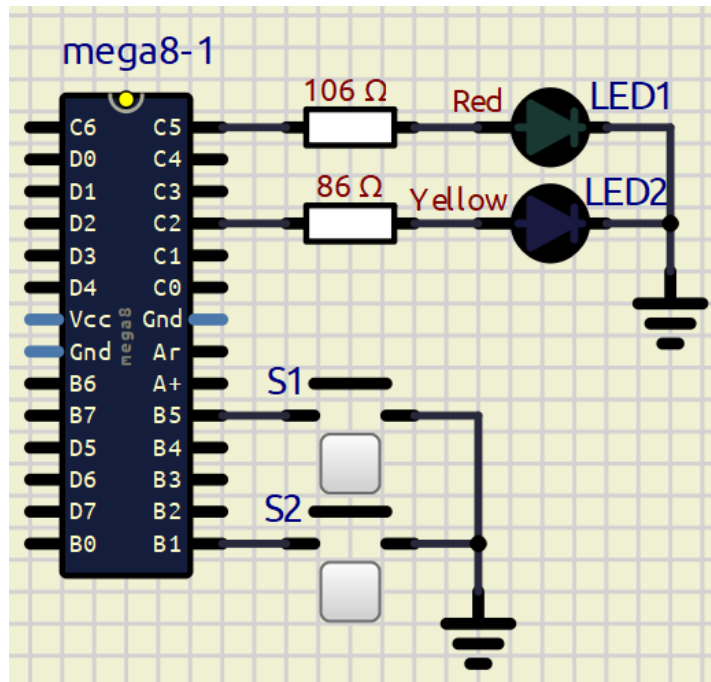 mega8-1
106 Ω
Red
LED1
86 Ω
Yellow
LED2
C6 C5
D0 C4
D1 C3
D2 C2
D3 C1
D4 C0
Vcc Gnd
Gnd Ar
B6 A+
B7 B5
D5 B4
D6 B3
D7 B2
B0 B1
mega8
S1
S2